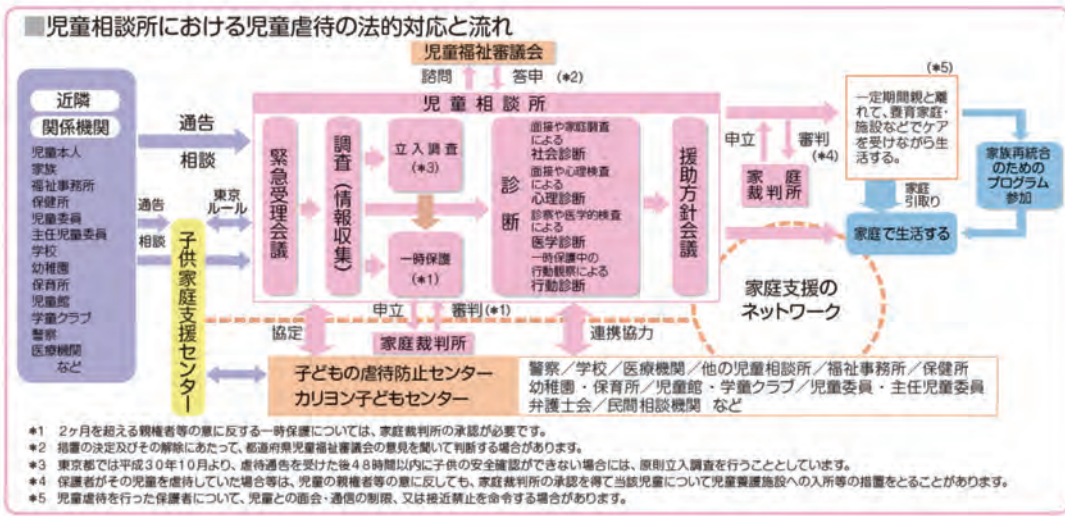 ■児童相談所における児童虐待の法的対応と流れ
児童福祉審議会
諮問
答申 (*2)
近隣
関係機関
児童本人
家族
福祉事務所
保健所
児童委員
主任児童委員
学校
幼稚園
保育所
児童館
学童クラブ
警察
医療機関
など
通告
相談
通告
相談
東京
ルール
子供家庭支援センター
児童相談所
緊急受理会議
調査(情報収集)
立入調査
(*3)
一時保護
(*1)
診断
面接や家庭調査
による
社会診断
面接や心理検査
による
心理診断
診察や医学的検査
による
医学診断
一時保護中の
行動観察による
行動診断
援助方針会議
申立
審判
(*4)
家庭
裁判所
(*5)
一定期間親と離
れて、養育家庭・
施設などでケア
を受けながら生
活する。
家庭
引取り
家庭で生活する
家族再統合
のための
プログラム
参加
家庭支援の
ネットワーク
協定
申立
審判(*1)
家庭裁判所
連携協力
子どもの虐待防止センター
カリヨン子どもセンター
警察/学校/医療機関/他の児童相談所/福祉事務所/保健所
幼稚園・保育所/児童館・学童クラブ/児童委員・主任児童委員
弁護士会/民間相談機関 など
*1 2ヶ月を超える親権者等の意に反する一時保護については、家庭裁判所の承認が必要です。
*2 措置の決定及びその解除にあたって、都道府県児童福祉審議会の意見を聞いて判断する場合があります。
*3 東京都では平成30年10月より、虐待通告を受けた後48時間以内に子供の安全確認ができない場合には、原則立入調査を行うこととしています。
*4 保護者がその児童を虐待していた場合等は、児童の親権者等の意に反しても、家庭裁判所の承認を得て当該児童について児童養護施設への入所等の措置をとることがあります。
*5 児童虐待を行った保護者について、児童との面会・通信の制限、又は接近禁止を命令する場合があります。